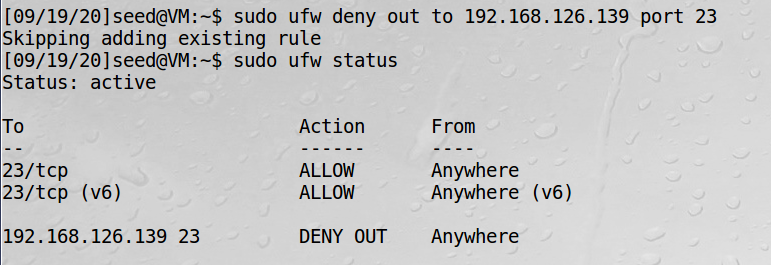 [09/19/20]seed@VM:~$ sudo ufw deny out to 192.168.126.139 port 23
Skipping adding existing rule
[09/19/20]seed@VM:~$ sudo ufw status
Status: active
To Action From
-- ------ ----
23/tcp ALLOW Anywhere
23/tcp (v6) ALLOW Anywhere (v6)
192.168.126.139 23 DENY OUT Anywhere